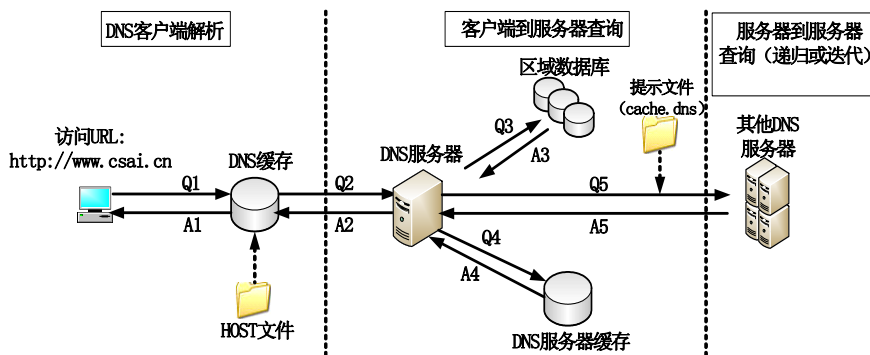 DNS客户端解析
客户端到服务器查询
服务器到服务器
查询（递归或迭代）
区域数据库
提示文件
（cache.dns）
访问URL:
http://www.csai.cn
DNS缓存
DNS服务器
其他DNS
服务器
Q1
A1
Q2
A2
Q3
A3
Q5
A5
Q4
A4
HOST文件
DNS服务器缓存